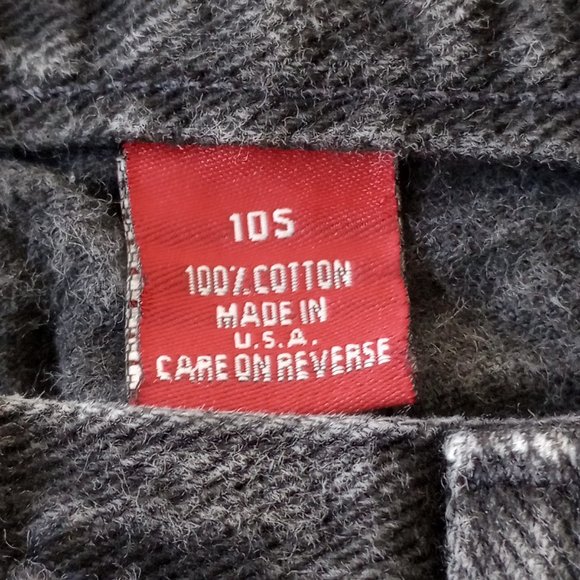 10S
100% COTTON
MADE IN
U.S.A.
CARE ON REVERSE